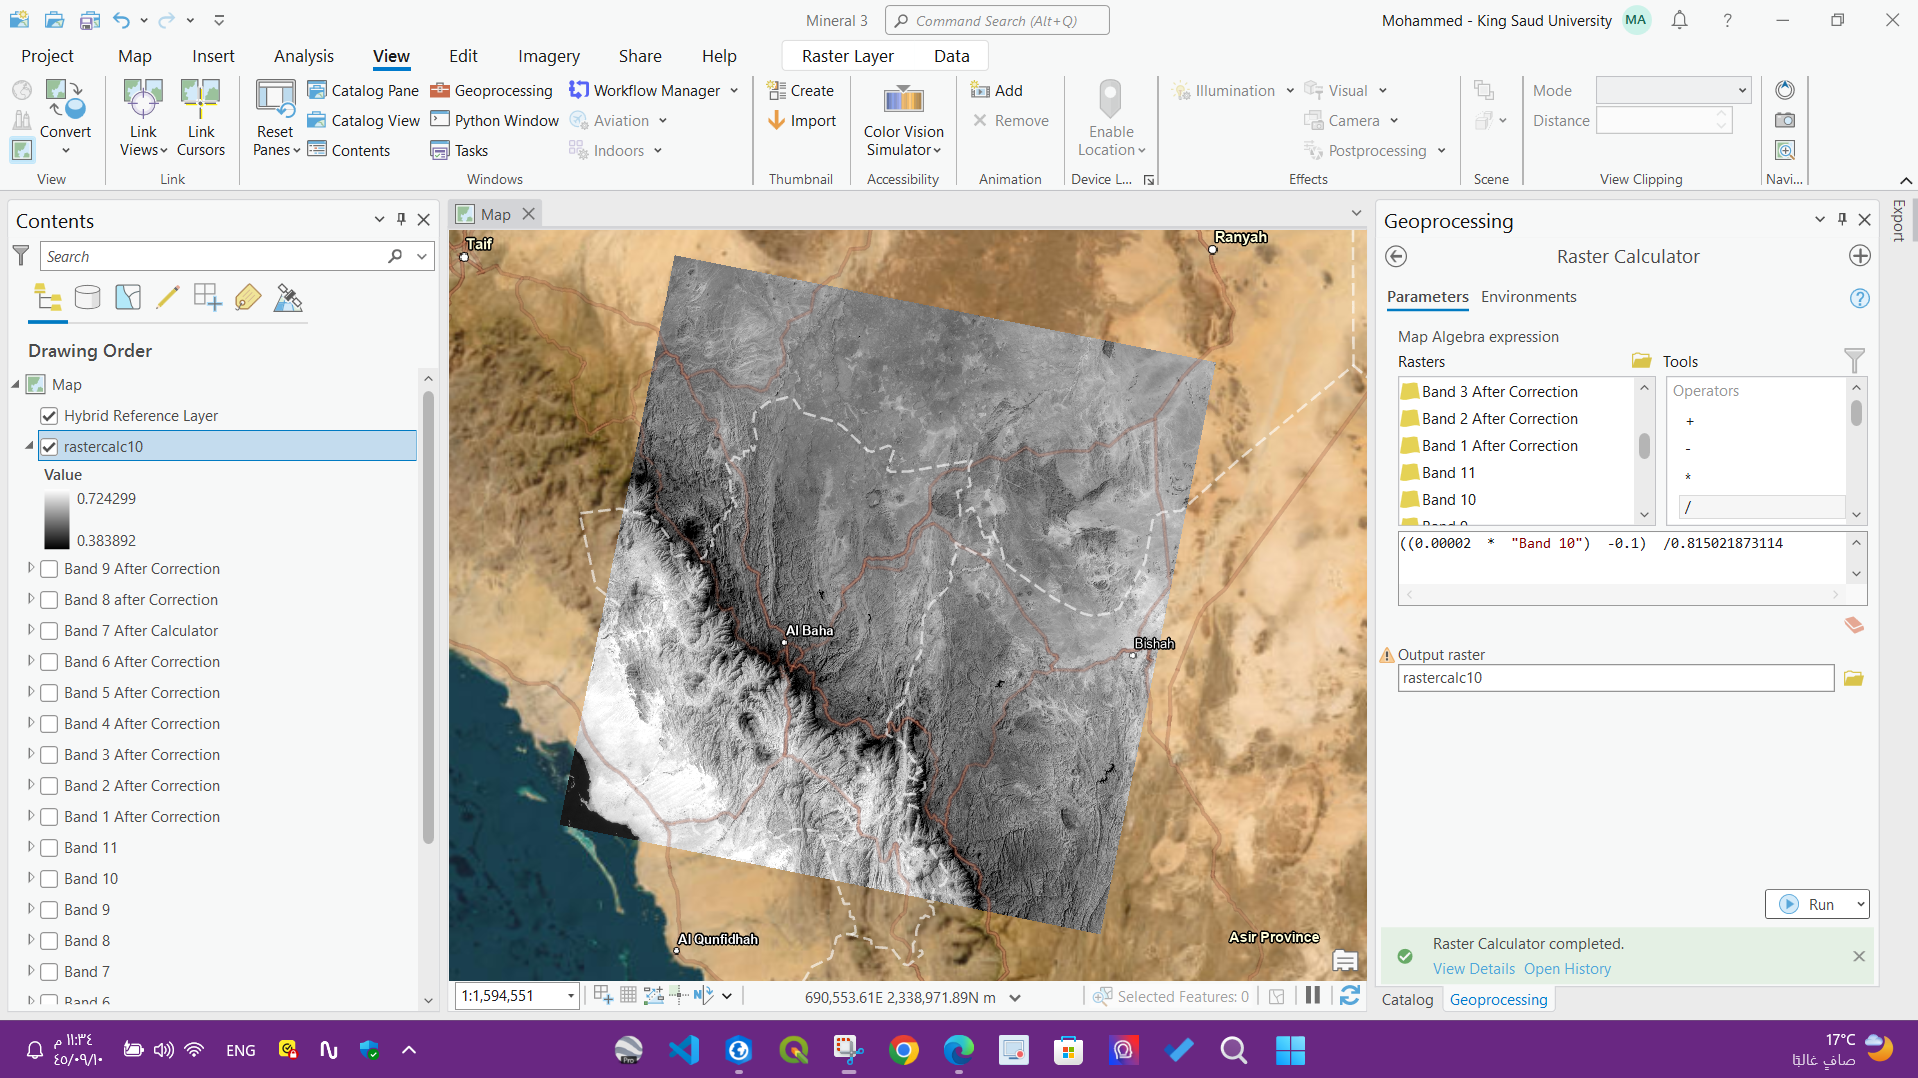 Mineral 3
Command Search (Alt+Q)
Mohammed - King Saud University
MA
?
Project
Map
Insert
Analysis
View
Edit
Imagery
Share
Help
Raster Layer
Data
Convert
View
Link
Views
Link
Cursors
Link
Reset
Panes
Catalog Pane
Catalog View
Contents
Geoprocessing
Python Window
Tasks
Workflow Manager
Aviation
Indoors
Windows
Create
Import
Thumbnail
Color Vision
Simulator
Accessibility
Add
Remove
Animation
Enable
Location
Device L...
Illumination
Visual
Camera
Postprocessing
Effects
Scene
Mode
Distance
View Clipping
Navi...
Contents
Search
Drawing Order
Map
Hybrid Reference Layer
rastercalc10
Value
0.724299
0.383892
Band 9 After Correction
Band 8 after Correction
Band 7 After Calculator
Band 6 After Correction
Band 5 After Correction
Band 4 After Correction
Band 3 After Correction
Band 2 After Correction
Band 1 After Correction
Band 11
Band 10
Band 9
Band 8
Band 7
Band 6
Map
Taif
Ranyah
Al Baha
Bishah
Al Qunfidhah
Asir Province
1:1,594,551
690,553.61E 2,338,971.89N m
Selected Features: 0
Geoprocessing
Raster Calculator
Parameters
Environments
?
Map Algebra expression
Rasters
Tools
Band 3 After Correction
Band 2 After Correction
Band 1 After Correction
Band 11
Band 10
Band 9
Operators
+
-
*
/
((0.00002 * "Band 10") -0.1) /0.815021873114
Output raster
rastercalc10
Run
Raster Calculator completed.
View Details Open History
Catalog
Geoprocessing
Export
١١:٣٤ م
٤٥/٠٩/١٠
ENG
Pro
17°C
صافٍ غالبًا